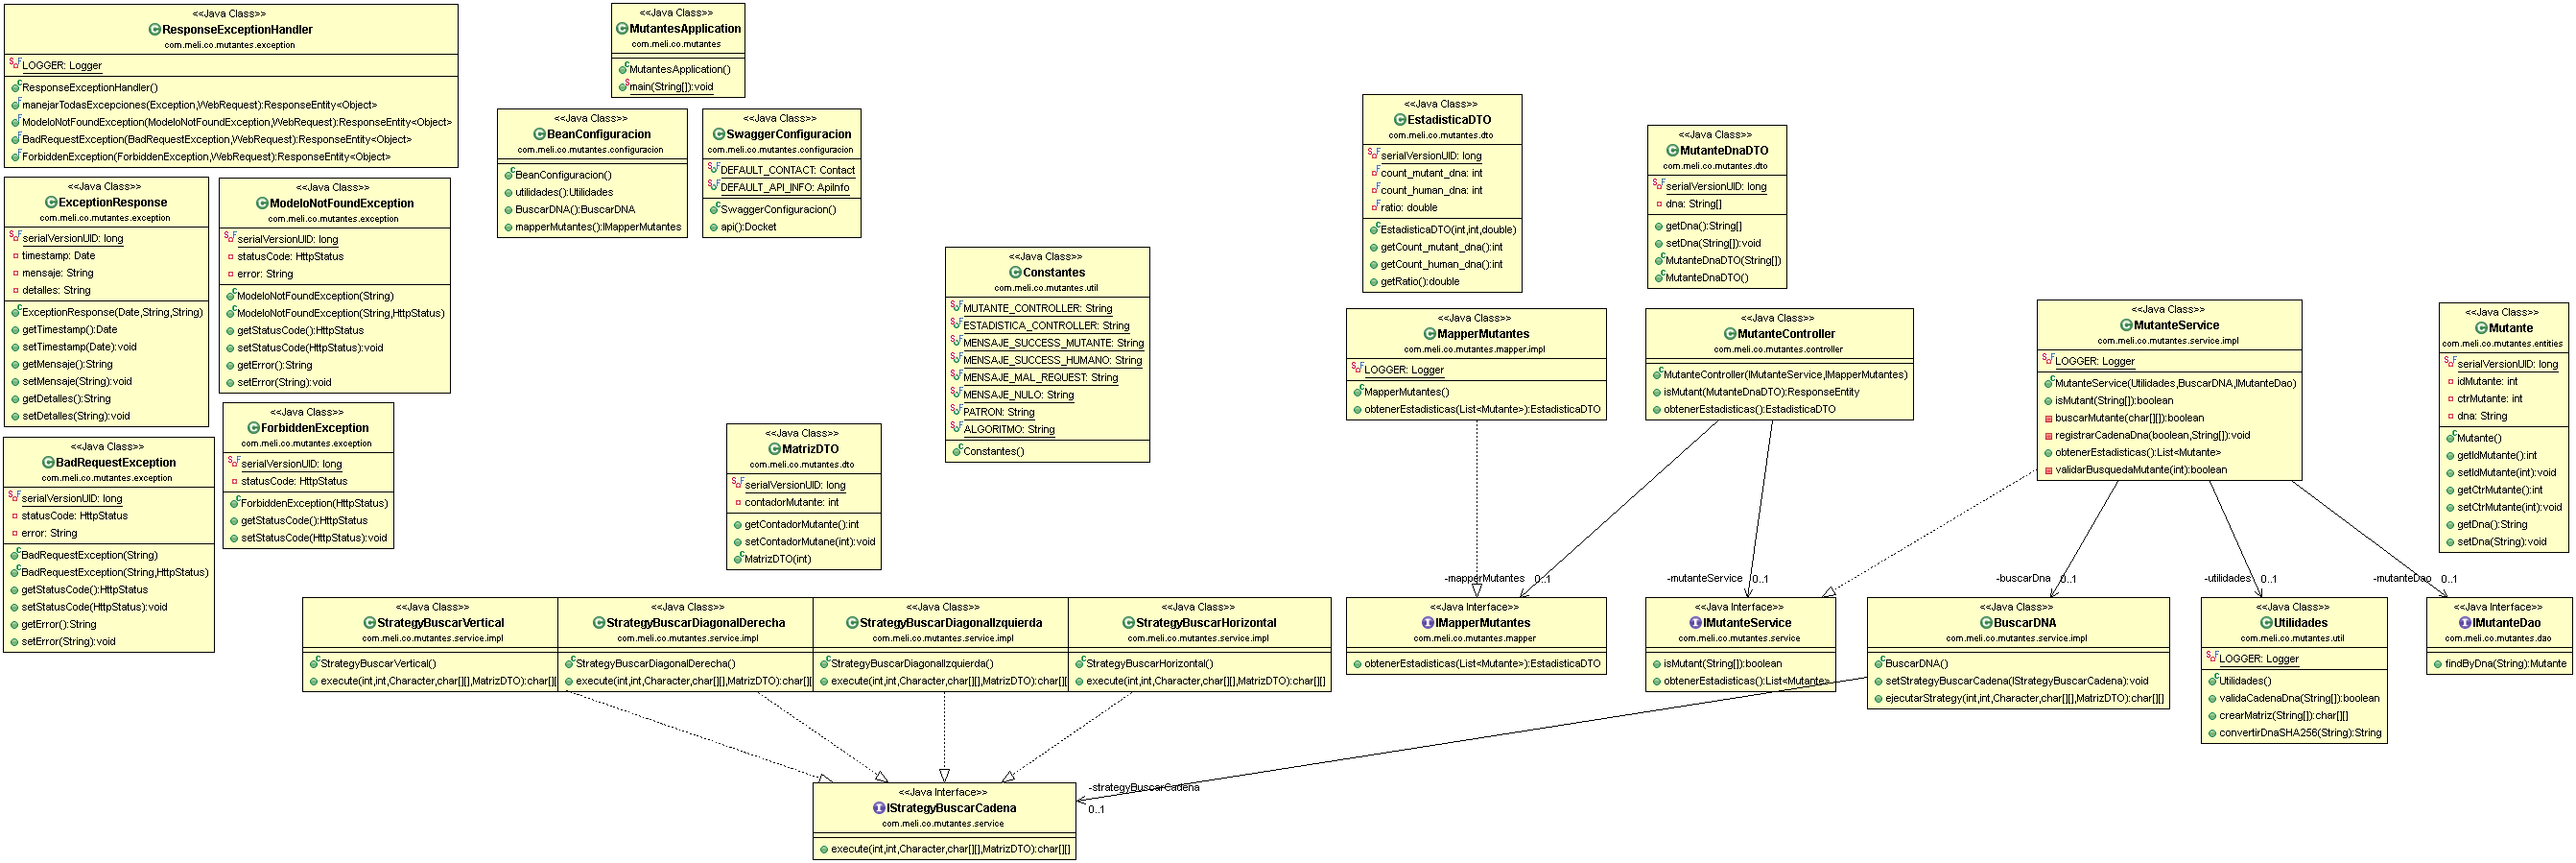 <<Java Class>>
ResponseExceptionHandler
com.meli.co.mutantes.exception
LOGGER: Logger
ResponseExceptionHandler()
manejarTodasExcepciones(Exception,WebRequest):ResponseEntity<Object>
ModeloNotFoundException(ModeloNotFoundException,WebRequest):ResponseEntity<Object>
BadRequestException(BadRequestException,WebRequest):ResponseEntity<Object>
ForbiddenException(ForbiddenException,WebRequest):ResponseEntity<Object>
<<Java Class>>
MutantesApplication
com.meli.co.mutantes
MutantesApplication()
main(String[]):void
<<Java Class>>
BeanConfiguracion
com.meli.co.mutantes.configuracion
BeanConfiguracion()
utilidades():Utilidades
BuscarDNA():BuscarDNA
mapperMutantes():IMapperMutantes
<<Java Class>>
SwaggerConfiguracion
com.meli.co.mutantes.configuracion
DEFAULT_CONTACT: Contact
DEFAULT_API_INFO: ApiInfo
SwaggerConfiguracion()
api():Docket
<<Java Class>>
EstadisticaDTO
com.meli.co.mutantes.dto
serialVersionUID: long
count_mutant_dna: int
count_human_dna: int
ratio: double
EstadisticaDTO(int,int,double)
getCount_mutant_dna():int
getCount_human_dna():int
getRatio():double
<<Java Class>>
MutanteDnaDTO
com.meli.co.mutantes.dto
serialVersionUID: long
dna: String[]
getDna():String[]
setDna(String[]):void
MutanteDnaDTO(String[])
MutanteDnaDTO()
<<Java Class>>
ExceptionResponse
com.meli.co.mutantes.exception
serialVersionUID: long
timestamp: Date
mensaje: String
detalles: String
ExceptionResponse(Date,String,String)
getTimestamp():Date
setTimestamp(Date):void
getMensaje():String
setMensaje(String):void
getDetalles():String
setDetalles(String):void
<<Java Class>>
ModeloNotFoundException
com.meli.co.mutantes.exception
serialVersionUID: long
statusCode: HttpStatus
error: String
ModeloNotFoundException(String)
ModeloNotFoundException(String,HttpStatus)
getStatusCode():HttpStatus
setStatusCode(HttpStatus):void
getError():String
setError(String):void
<<Java Class>>
Constantes
com.meli.co.mutantes.util
MUTANTE_CONTROLLER: String
ESTADISTICA_CONTROLLER: String
MENSAJE_SUCCESS_MUTANTE: String
MENSAJE_SUCCESS_HUMANO: String
MENSAJE_MAL_REQUEST: String
MENSAJE_NULO: String
PATRON: String
ALGORITMO: String
Constantes()
<<Java Class>>
MapperMutantes
com.meli.co.mutantes.mapper.impl
LOGGER: Logger
MapperMutantes()
obtenerEstadisticas(List<Mutante>):EstadisticaDTO
<<Java Class>>
MutanteController
com.meli.co.mutantes.controller
MutanteController(IMutanteService,IMapperMutantes)
isMutant(MutanteDnaDTO):ResponseEntity
obtenerEstadisticas():EstadisticaDTO
<<Java Class>>
MutanteService
com.meli.co.mutantes.service.impl
LOGGER: Logger
MutanteService(Utilidades,BuscarDNA,IMutanteDao)
isMutant(String[]):boolean
buscarMutante(char[][]):boolean
registrarCadenaDna(boolean,String[]):void
obtenerEstadisticas():List<Mutante>
validarBusquedaMutante(int):boolean
<<Java Class>>
Mutante
com.meli.co.mutantes.entities
serialVersionUID: long
idMutante: int
ctrMutante: int
dna: String
Mutante()
getIdMutante():int
setIdMutante(int):void
getCtrMutante():int
setCtrMutante(int):void
getDna():String
setDna(String):void
<<Java Class>>
BadRequestException
com.meli.co.mutantes.exception
serialVersionUID: long
statusCode: HttpStatus
error: String
BadRequestException(String)
BadRequestException(String,HttpStatus)
getStatusCode():HttpStatus
setStatusCode(HttpStatus):void
getError():String
setError(String):void
<<Java Class>>
ForbiddenException
com.meli.co.mutantes.exception
serialVersionUID: long
statusCode: HttpStatus
ForbiddenException(HttpStatus)
getStatusCode():HttpStatus
setStatusCode(HttpStatus):void
<<Java Class>>
MatrizDTO
com.meli.co.mutantes.dto
serialVersionUID: long
contadorMutante: int
getContadorMutante():int
setContadorMutane(int):void
MatrizDTO(int)
-mapperMutantes
0..1
-mutanteService
0..1
-buscarDna
0..1
-utilidades
0..1
-mutanteDao
0..1
<<Java Class>>
StrategyBuscarVertical
com.meli.co.mutantes.service.impl
StrategyBuscarVertical()
execute(int,int,Character,char[][],MatrizDTO):char[][]
<<Java Class>>
StrategyBuscarDiagonalDerecha
com.meli.co.mutantes.service.impl
StrategyBuscarDiagonalDerecha()
execute(int,int,Character,char[][],MatrizDTO):char[][]
<<Java Class>>
StrategyBuscarDiagonalIzquierda
com.meli.co.mutantes.service.impl
StrategyBuscarDiagonalIzquierda()
execute(int,int,Character,char[][],MatrizDTO):char[][]
<<Java Class>>
StrategyBuscarHorizontal
com.meli.co.mutantes.service.impl
StrategyBuscarHorizontal()
execute(int,int,Character,char[][],MatrizDTO):char[][]
<<Java Interface>>
IMapperMutantes
com.meli.co.mutantes.mapper
obtenerEstadisticas(List<Mutante>):EstadisticaDTO
<<Java Interface>>
IMutanteService
com.meli.co.mutantes.service
isMutant(String[]):boolean
obtenerEstadisticas():List<Mutante>
<<Java Class>>
BuscarDNA
com.meli.co.mutantes.service.impl
BuscarDNA()
setStrategyBuscarCadena(IStrategyBuscarCadena):void
ejecutarStrategy(int,int,Character,char[][],MatrizDTO):char[][]
<<Java Class>>
Utilidades
com.meli.co.mutantes.util
LOGGER: Logger
Utilidades()
validaCadenaDna(String[]):boolean
crearMatriz(String[]):char[][]
convertirDnaSHA256(String):String
<<Java Interface>>
IMutanteDao
com.meli.co.mutantes.dao
findByDna(String):Mutante
-strategyBuscarCadena
0..1
<<Java Interface>>
IStrategyBuscarCadena
com.meli.co.mutantes.service
execute(int,int,Character,char[][],MatrizDTO):char[][]